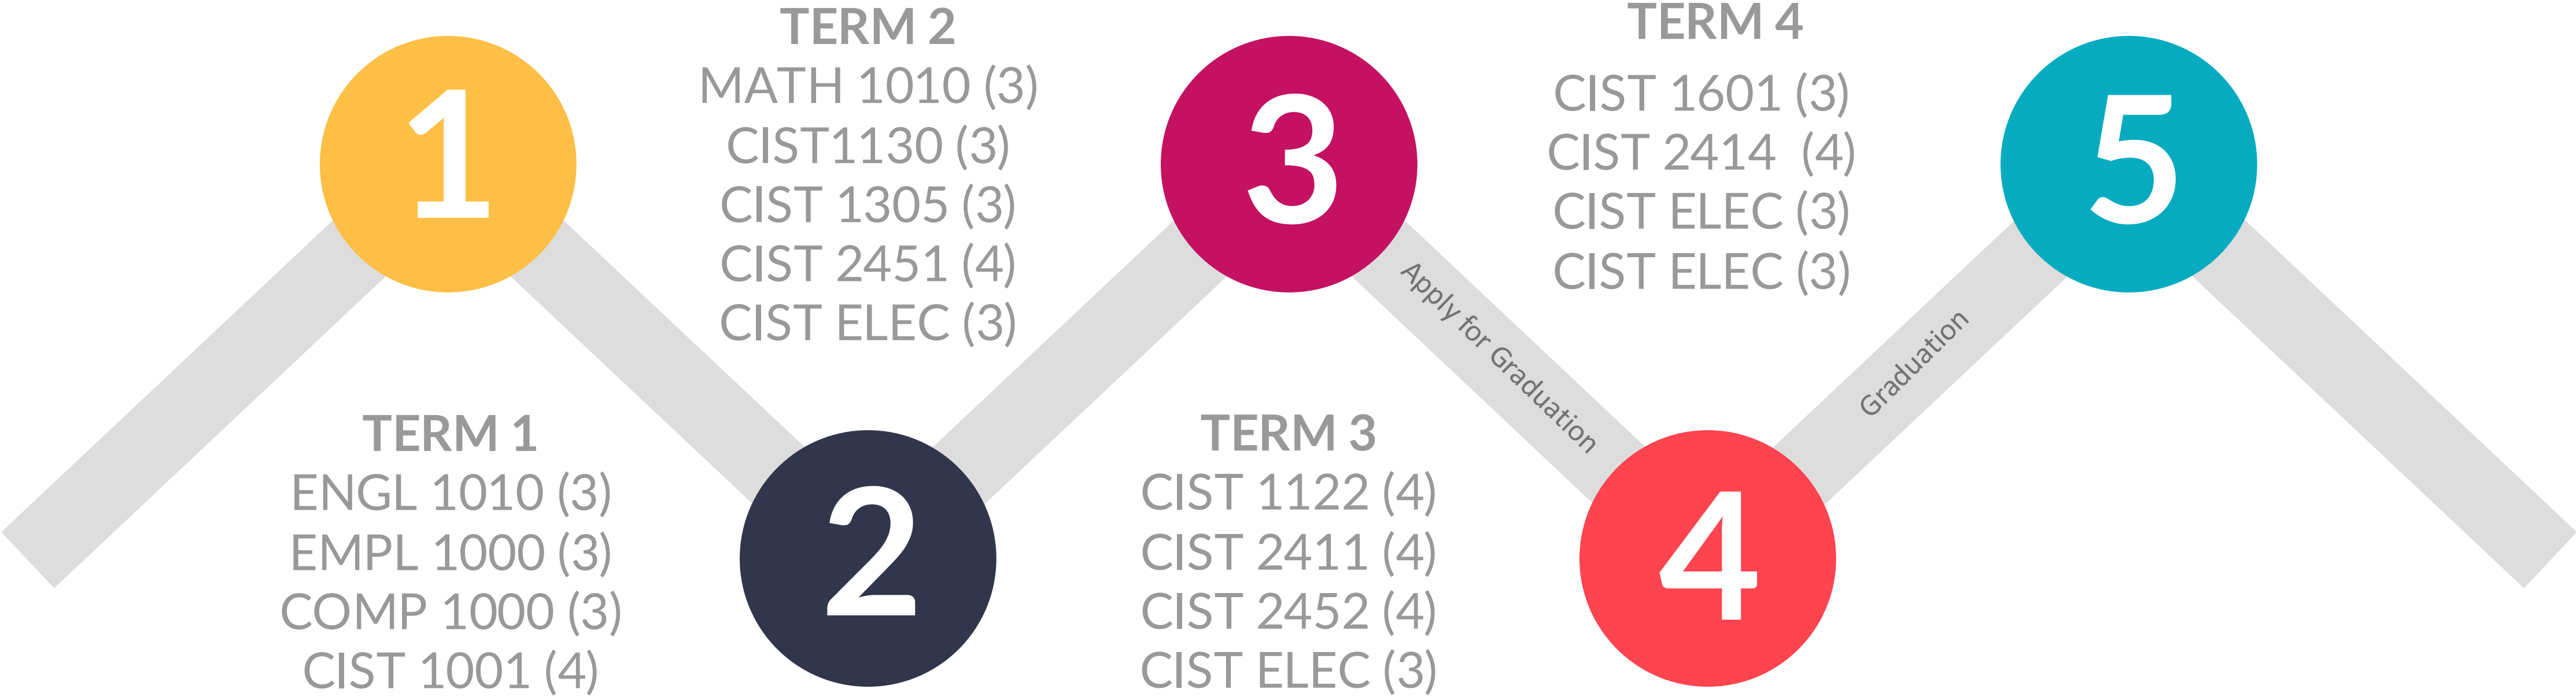 1
TERM 1
ENGL 1010 (3)
EMPL 1000 (3)
COMP 1000 (3)
CIST 1001 (4)
TERM 2
MATH 1010 (3)
CIST1130 (3)
CIST 1305 (3)
CIST 2451 (4)
CIST ELEC (3)
2
3
TERM 3
CIST 1122 (4)
CIST 2411 (4)
CIST 2452 (4)
CIST ELEC (3)
Apply for Graduation
TERM 4
CIST 1601 (3)
CIST 2414 (4)
CIST ELEC (3)
CIST ELEC (3)
4
Graduation
5